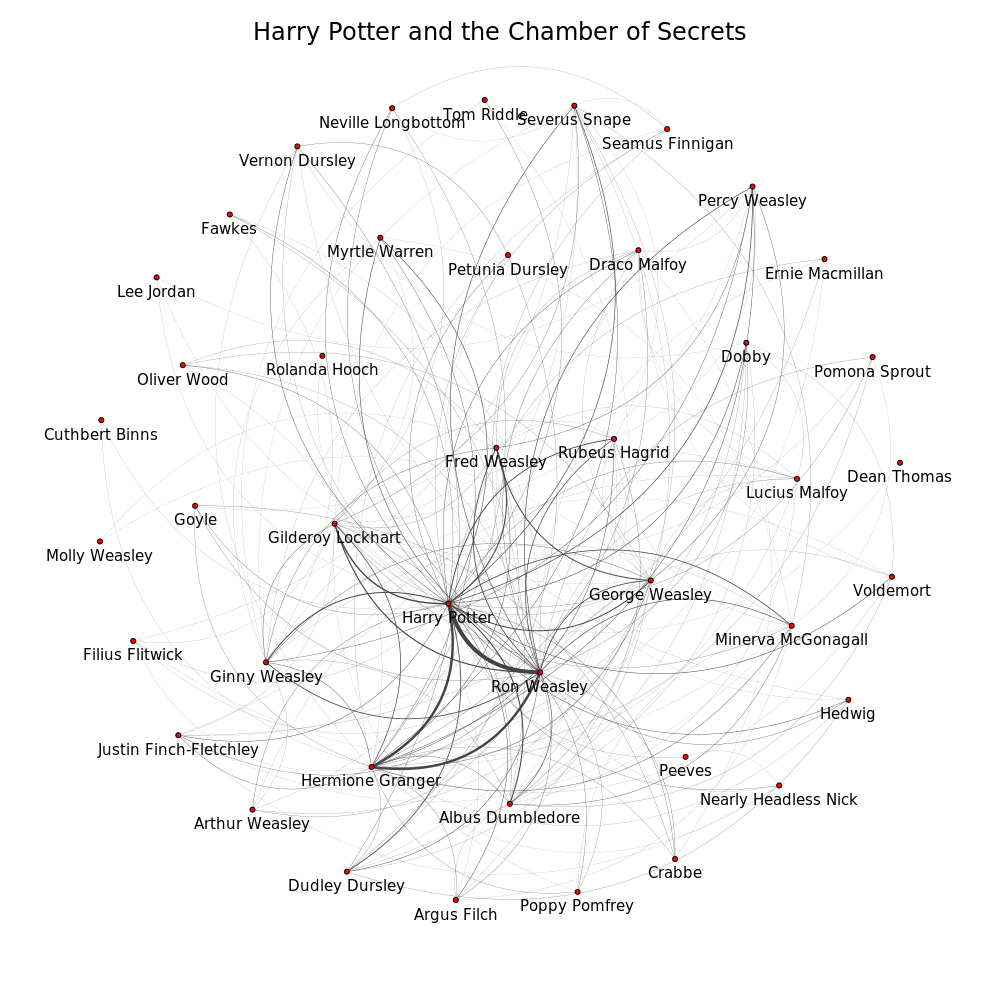 Harry Potter and the Chamber of Secrets
Tom Riddle
Severus Snape
Neville Longbottom
Seamus Finnigan
Vernon Dursley
Percy Weasley
Fawkes
Myrtle Warren
Petunia Dursley
Draco Malfoy
Ernie Macmillan
Lee Jordan
Dobby
Rolanda Hooch
Pomona Sprout
Oliver Wood
Cuthbert Binns
Rubeus Hagrid
Fred Weasley
Dean Thomas
Lucius Malfoy
Goyle
Gilderoy Lockhart
Molly Weasley
Voldemort
George Weasley
Harry Potter
Minerva McGonagall
Filius Flitwick
Ginny Weasley
Ron Weasley
Hedwig
Justin Finch-Fletchley
Peeves
Hermione Granger
Nearly Headless Nick
Albus Dumbledore
Arthur Weasley
Crabbe
Dudley Dursley
Poppy Pomfrey
Argus Filch